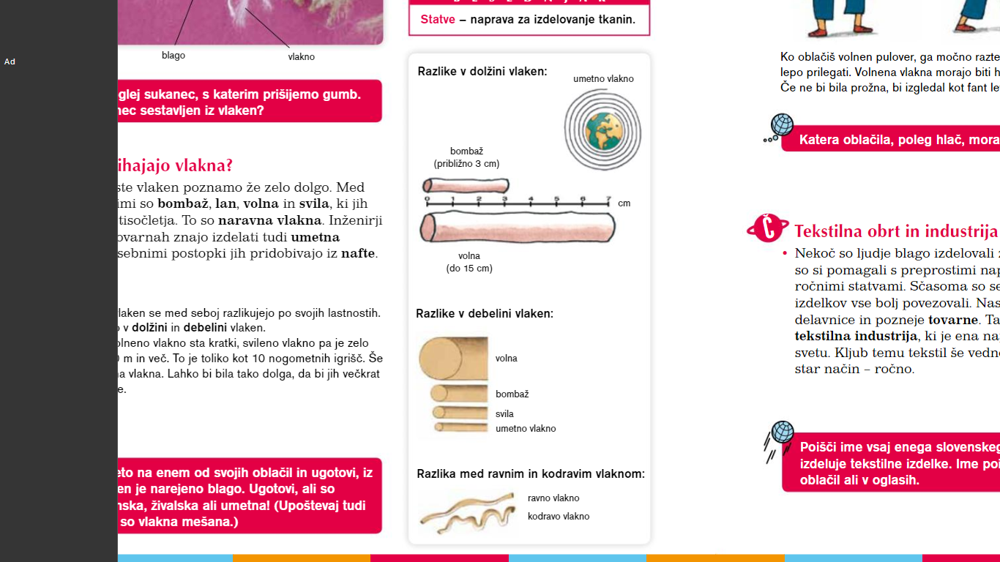 Ad
blago
vlakno
glej sukanec, s katerim prišijemo gumb.
nec sestavljen iz vlaken?
ihajajo vlakna?
ste vlaken poznamo že zelo dolgo. Med
imi so bombaž, lan, volna in svila, ki jih
tisočletja. To so naravna vlakna. Inženirji
ovarnah znajo izdelati tudi umetna
sebnimi postopki jih pridobivajo iz nafte.
laken se med seboj razlikujejo po svojih lastnostih.
o v dolžini in debelini vlaken.
olneno vlakno sta kratki, svileno vlakno pa je zelo
0 m in več. To je toliko kot 10 nogometnih igrišč. Še
na vlakna. Lahko bi bila tako dolga, da bi jih večkrat
e.
eto na enem od svojih oblačil in ugotovi, iz
en je narejeno blago. Ugotovi, ali so
nska, živalska ali umetna! (Upoštevaj tudi
so vlakna mešana.)
Statve – naprava za izdelovanje tkanin.
Razlike v dolžini vlaken:
umetno vlakno
bombaž
(približno 3 cm)
0 1 2 3 4 5 6 7 cm
volna
(do 15 cm)
Razlike v debelini vlaken:
volna
bombaž
svila
umetno vlakno
Razlika med ravnim in kodravim vlaknom:
ravno vlakno
kodravo vlakno
Ko oblačiš volnen pulover, ga močno razte
lepo prilegati. Volnena vlakna morajo biti h
Če ne bi bila prožna, bi izgledal kot fant le
Katera oblačila, poleg hlač, mora
Č
Tekstilna obrt in industrija
• Nekoč so ljudje blago izdelovali
so si pomagali s preprostimi nap
ročnimi statvami. Sčasoma so se
izdelkov vse bolj povezovali. Nas
delavnice in pozneje tovarne. Ta
tekstilna industrija, ki je ena na
svetu. Kljub temu tekstil še vedn
star način – ročno.
Poišči ime vsaj enega slovenskeg
izdeluje tekstilne izdelke. Ime poi
oblačil ali v oglasih.